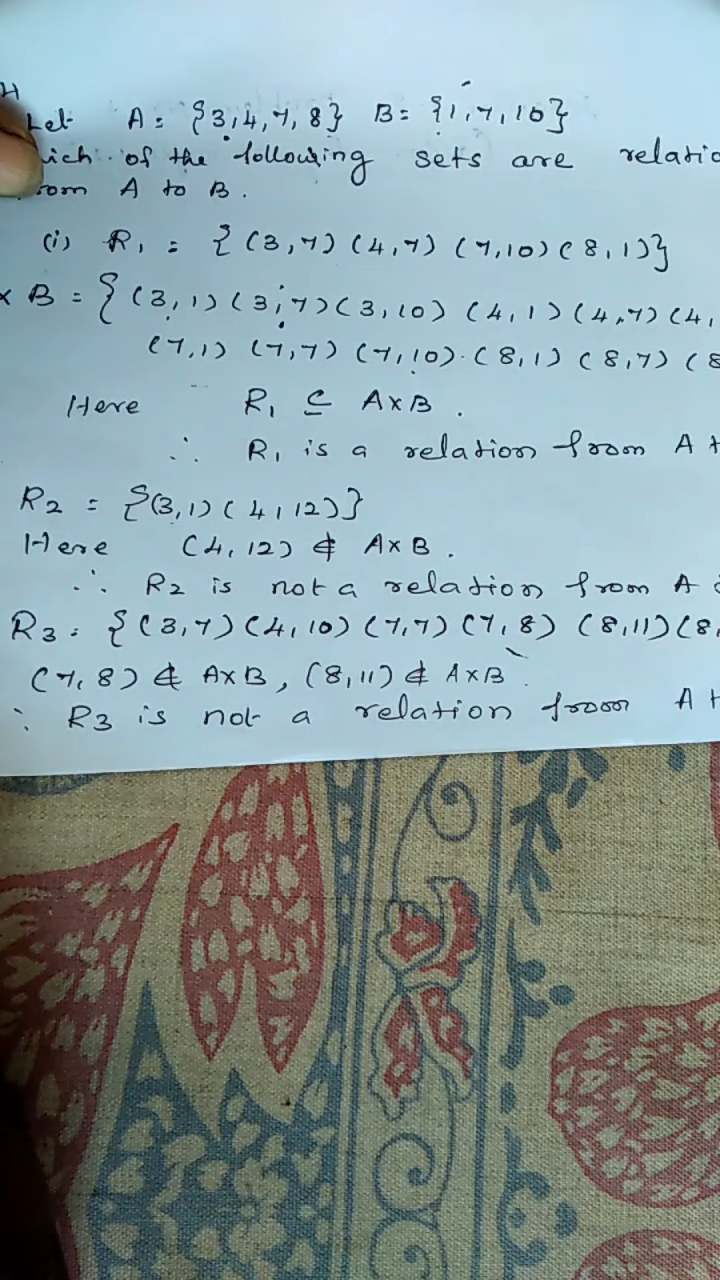 Let A = {3,4,7,8} B = {1,7,10}
of the following sets are
A to B.
(i) R₁ = {(3,7) (4,7) (7,10) (8,1)}
× B = {(3,1) (3,7) (3,10) (4,1) (4,7) (4,
(7,1) (7,7) (7,10) (8,1) (8,7) (8
Here R₁ ⊆ A×B.
∴ R₁ is a relation from A
R₂ = {(3,1) (4,12)}
Here (4,12) ∉ A×B.
∴ R₂ is not a relation from A
R₃ = {(3,7) (4,10) (7,7) (7,8) (8,11) (8,
(7,8) ∉ A×B, (8,11) ∉ A×B.
∴ R₃ is not a relation from A